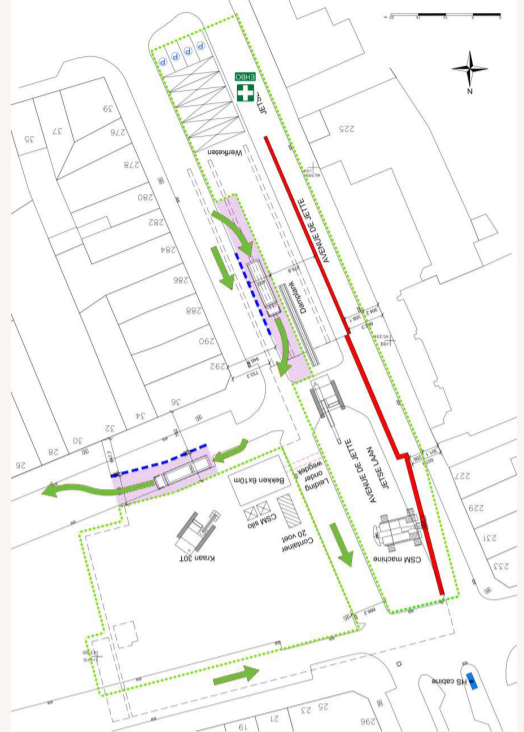 N
P P P P
EHBO
JETSE
Werfketen
39
37
35
276
278
280
282
284
286
288
290
292
225
AVENUE DE JETTE
Damplank
36
34
32
30
28
26
Bekken 6x10m
Leiding
onder
wegdek
JETSE LAAN
AVENUE DE JETTE
CSM silo
Container
20 voet
Kraan 30T
CSM machine
227
229
231
233
HS cabine
296
25
23
21
19